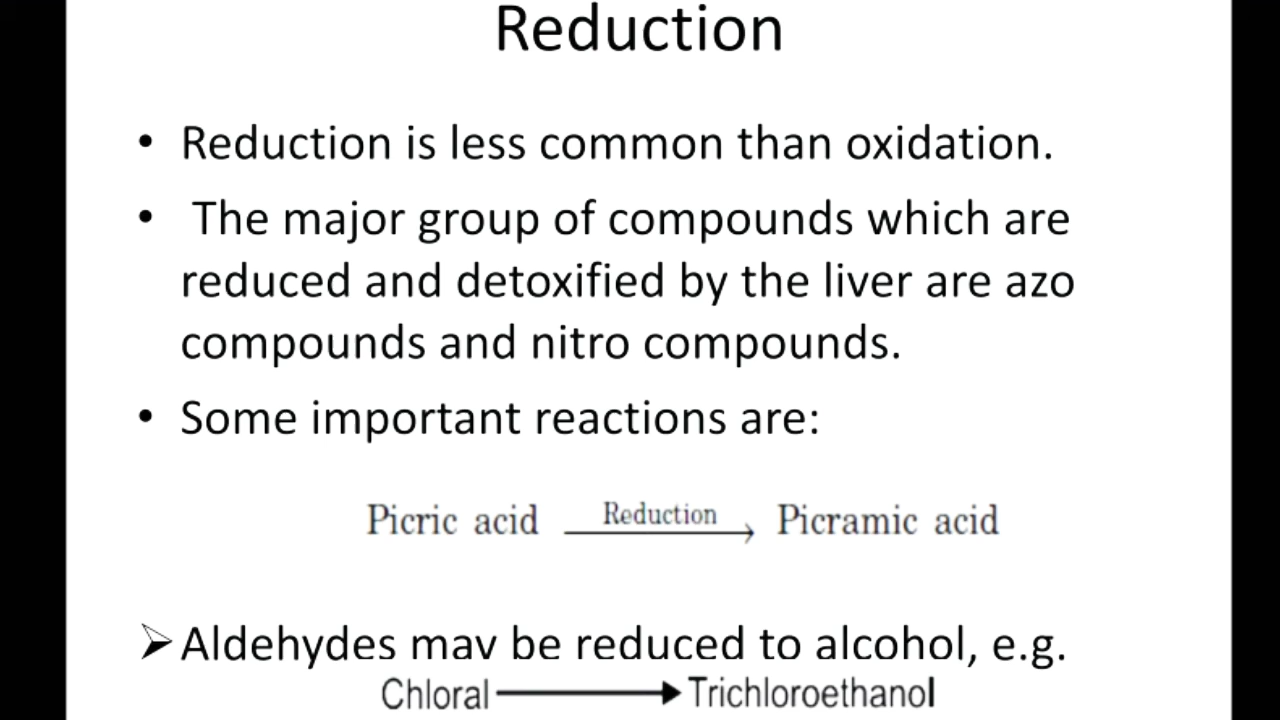 Reduction
• Reduction is less common than oxidation.
• The major group of compounds which are
reduced and detoxified by the liver are azo
compounds and nitro compounds.
• Some important reactions are:
Picric acid Reduction → Picramic acid
➢ Aldehydes may be reduced to alcohol, e.g.
Chloral → Trichloroethanol